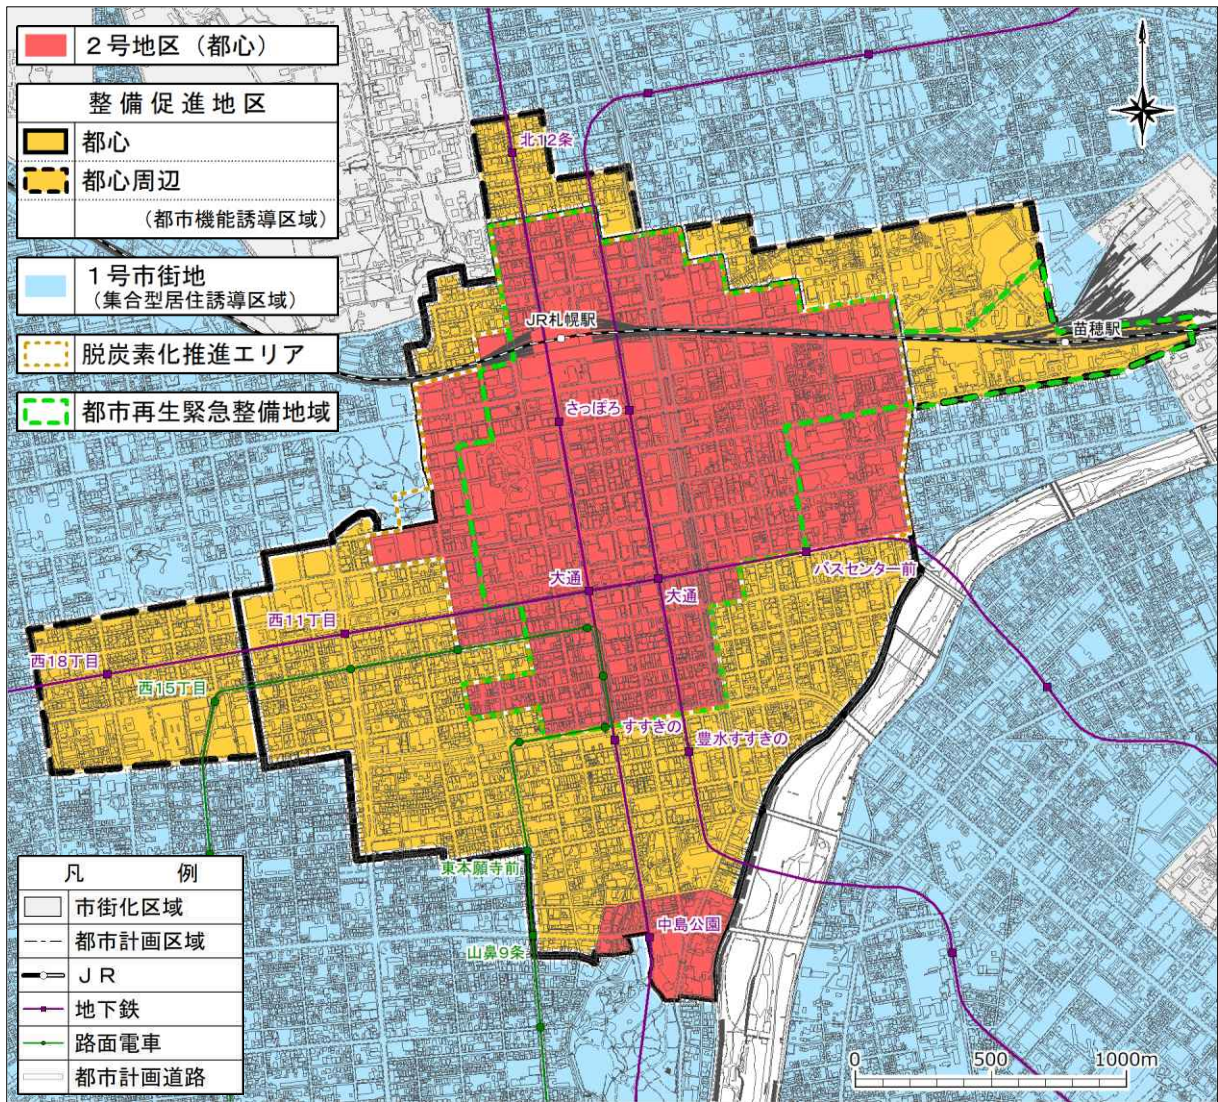 ２号地区（都心）
整備促進地区
都心
都心周辺
（都市機能誘導区域）
１号市街地
（集合型居住誘導区域）
脱炭素化推進エリア
都市再生緊急整備地域
北12条
JR札幌駅
苗穂駅
さっぽろ
バスセンター前
大通
大通
西11丁目
西18丁目
西15丁目
すすきの
豊水すすきの
東本願寺前
中島公園
山鼻9条
凡例
市街化区域
都市計画区域
ＪＲ
地下鉄
路面電車
都市計画道路
0 500 1000m